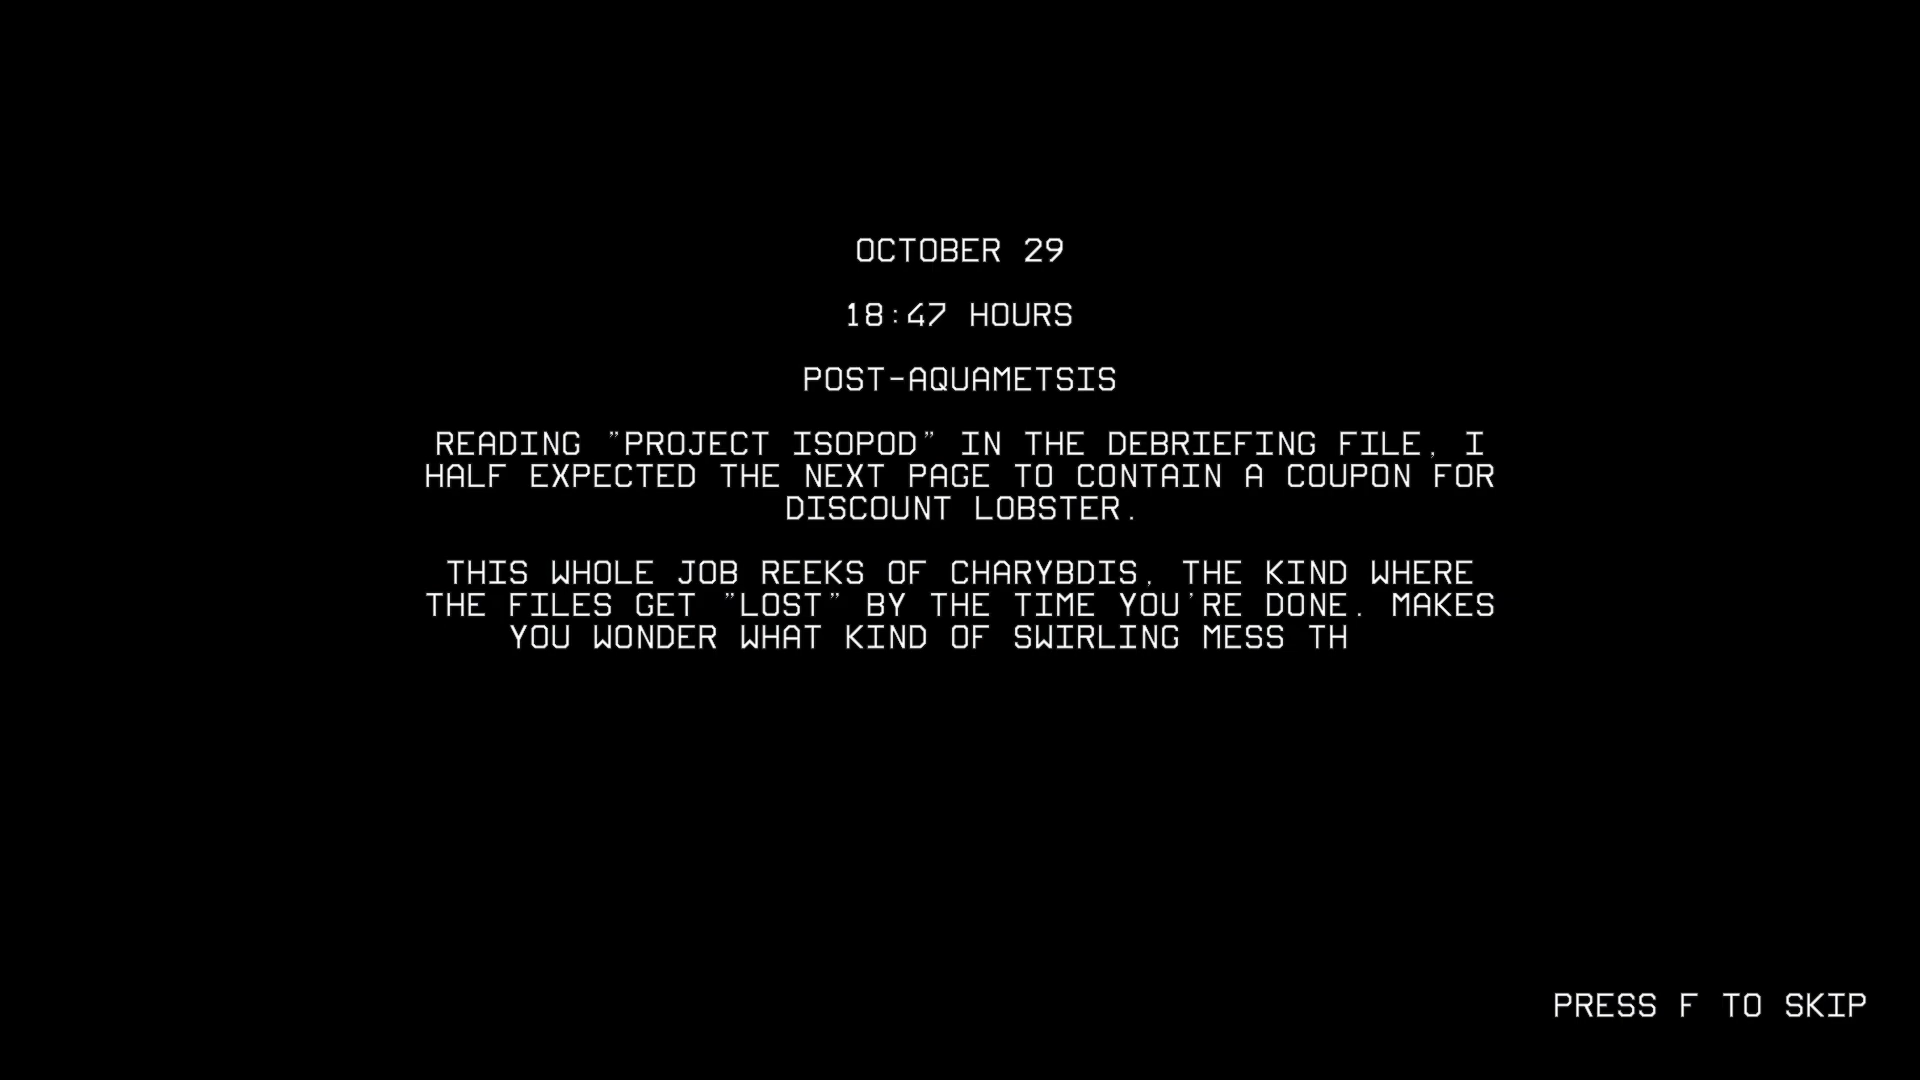 OCTOBER 29
18:47 HOURS
POST-AQUAMETSIS
READING "PROJECT ISOPOD" IN THE DEBRIEFING FILE, I
HALF EXPECTED THE NEXT PAGE TO CONTAIN A COUPON FOR
DISCOUNT LOBSTER.
THIS WHOLE JOB REEKS OF CHARYBDIS, THE KIND WHERE
THE FILES GET "LOST" BY THE TIME YOU'RE DONE. MAKES
YOU WONDER WHAT KIND OF SWIRLING MESS TH
PRESS F TO SKIP